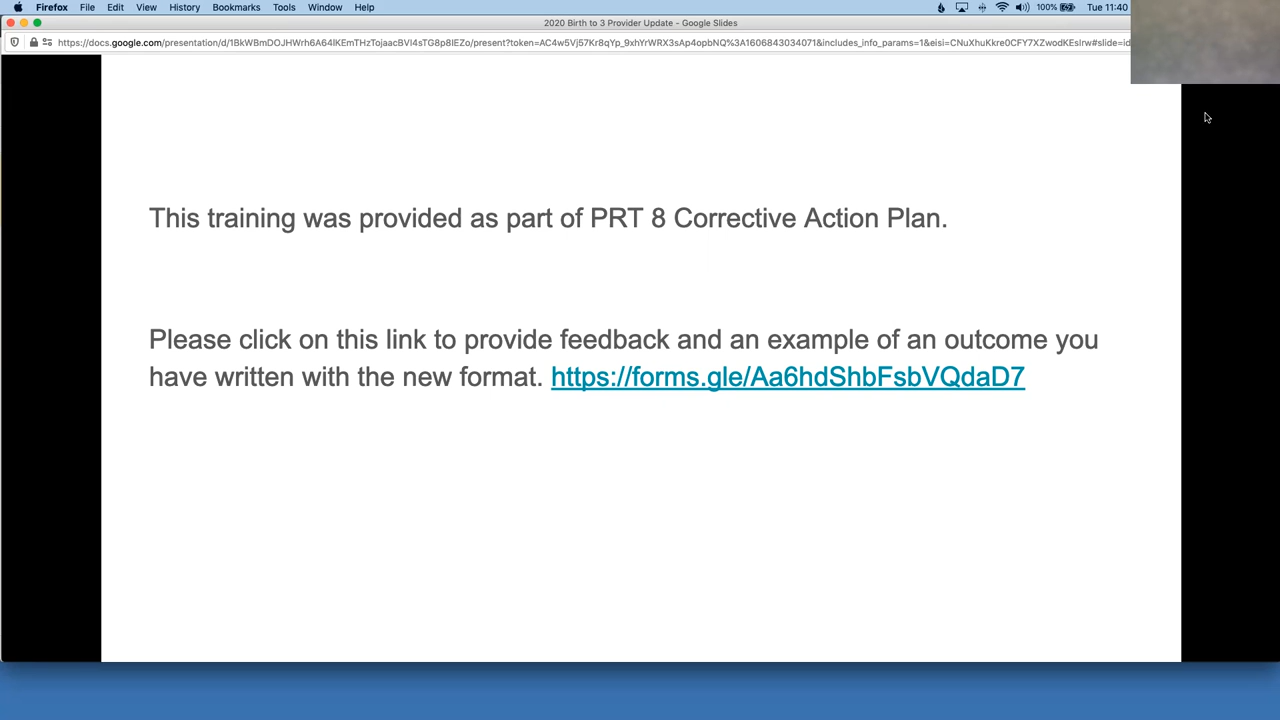 Firefox File Edit View History Bookmarks Tools Window Help 100% Tue 11:40
2020 Birth to 3 Provider Update - Google Slides
This training was provided as part of PRT 8 Corrective Action Plan.
Please click on this link to provide feedback and an example of an outcome you
have written with the new format. https://forms.gle/Aa6hdShbFsbVQdaD7